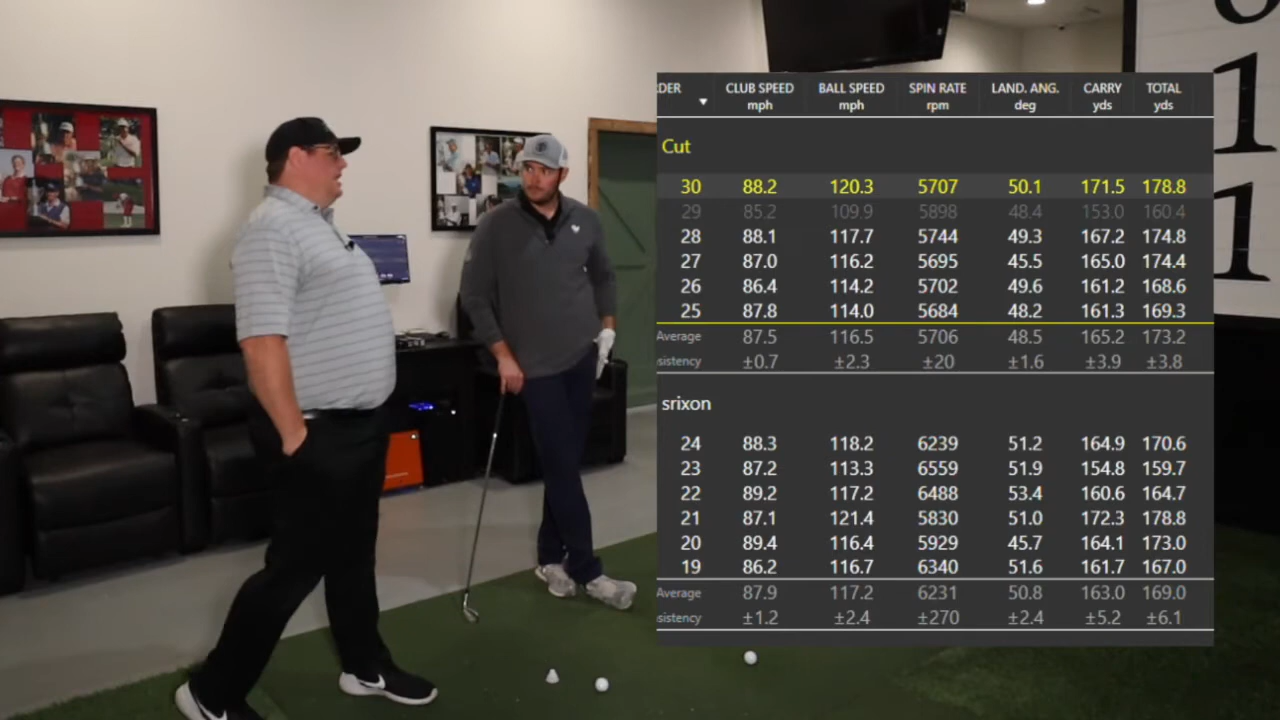 RDER CLUB SPEED BALL SPEED SPIN RATE LAND. ANG. CARRY TOTAL
mph mph rpm deg yds yds
Cut
30 88.2 120.3 5707 50.1 171.5 178.8
29 85.2 109.9 5898 48.4 153.0 160.4
28 88.1 117.7 5744 49.3 167.2 174.8
27 87.0 116.2 5695 45.5 165.0 174.4
26 86.4 114.2 5702 49.6 161.2 168.6
25 87.8 114.0 5684 48.2 161.3 169.3
Average 87.5 116.5 5706 48.5 165.2 173.2
sistency ±0.7 ±2.3 ±20 ±1.6 ±3.9 ±3.8
srixon
24 88.3 118.2 6239 51.2 164.9 170.6
23 87.2 113.3 6559 51.9 154.8 159.7
22 89.2 117.2 6488 53.4 160.6 164.7
21 87.1 121.4 5830 51.0 172.3 178.8
20 89.4 116.4 5929 45.7 164.1 173.0
19 86.2 116.7 6340 51.6 161.7 167.0
Average 87.9 117.2 6231 50.8 163.0 169.0
sistency ±1.2 ±2.4 ±270 ±2.4 ±5.2 ±6.1
1
1